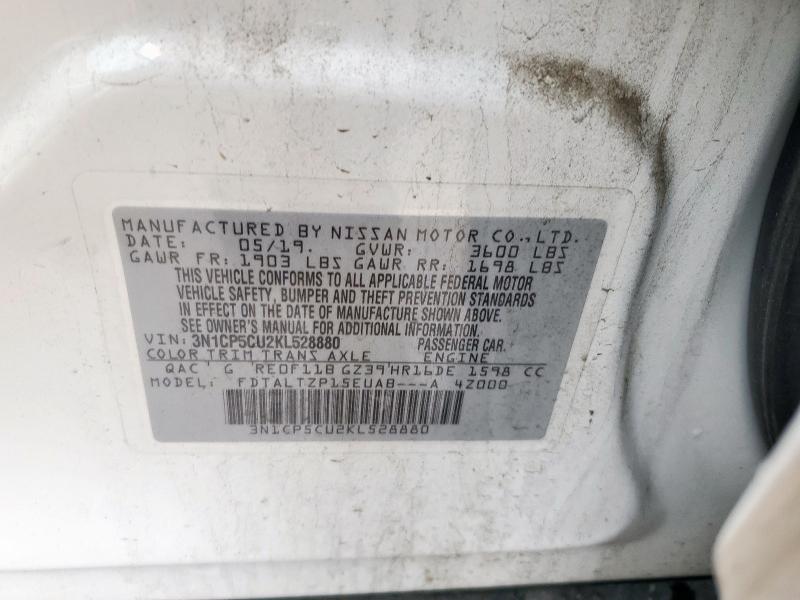 MANUFACTURED BY NISSAN MOTOR CO., LTD.
DATE: 05/19. GVWR: 3600 LBS
GAWR FR: 1903 LBS GAWR RR: 1698 LBS
THIS VEHICLE CONFORMS TO ALL APPLICABLE FEDERAL MOTOR
VEHICLE SAFETY, BUMPER AND THEFT PREVENTION STANDARDS
IN EFFECT ON THE DATE OF MANUFACTURE SHOWN ABOVE.
SEE OWNER'S MANUAL FOR ADDITIONAL INFORMATION.
VIN: 3N1CP5CU2KL528880 PASSENGER CAR.
COLOR TRIM TRANS AXLE ENGINE
QAC G RE0F11B GZ39 HR16DE 1598 CC
MODEL: FDTALTZP15EUAB---A 4Z000
3N1CP5CU2KL528880